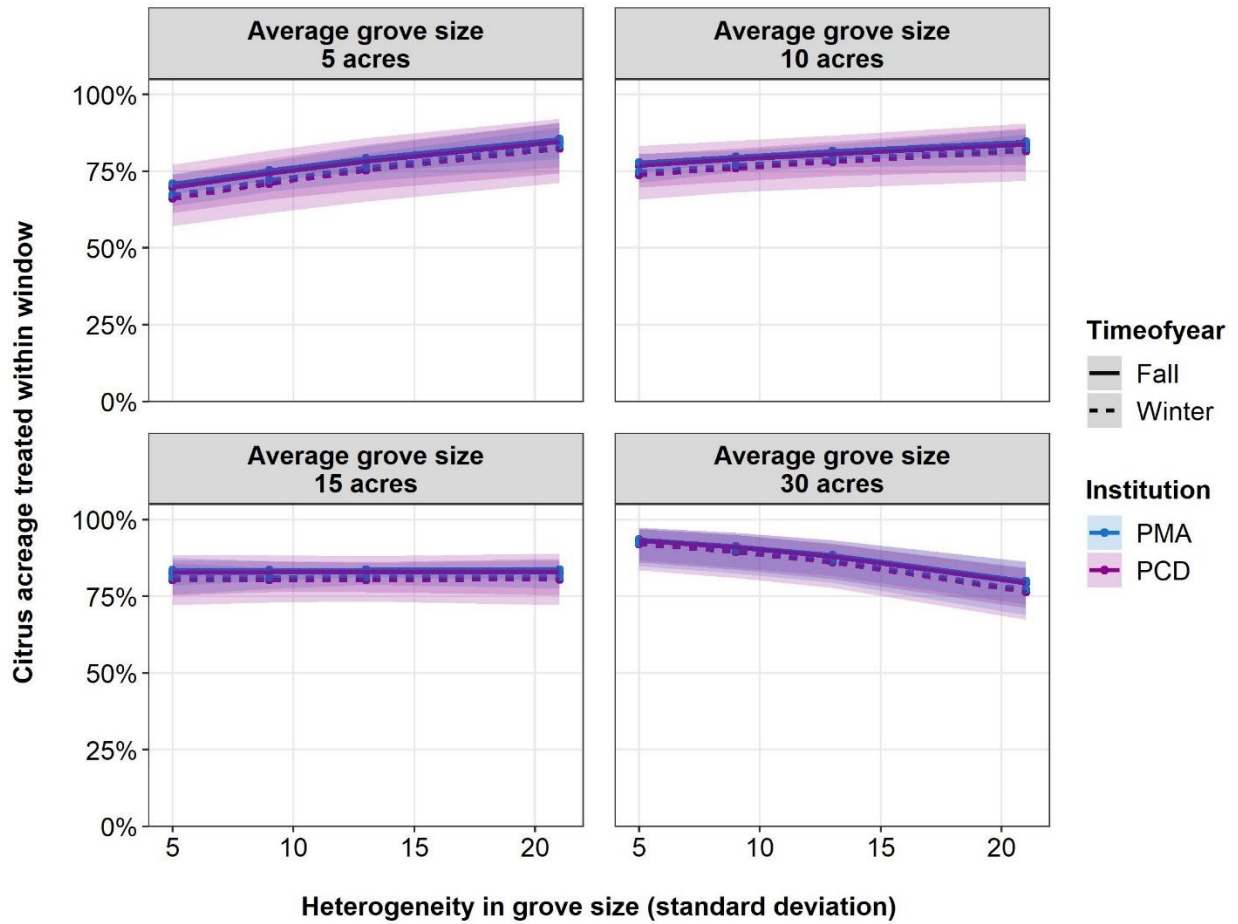 Average grove size
5 acres
Average grove size
10 acres
100%
75%
50%
25%
0%
Average grove size
15 acres
Average grove size
30 acres
100%
75%
50%
25%
0%
5
10
15
20
5
10
15
20
Citrus acreage treated within window
Heterogeneity in grove size (standard deviation)
Timeofyear
Fall
Winter
Institution
PMA
PCD